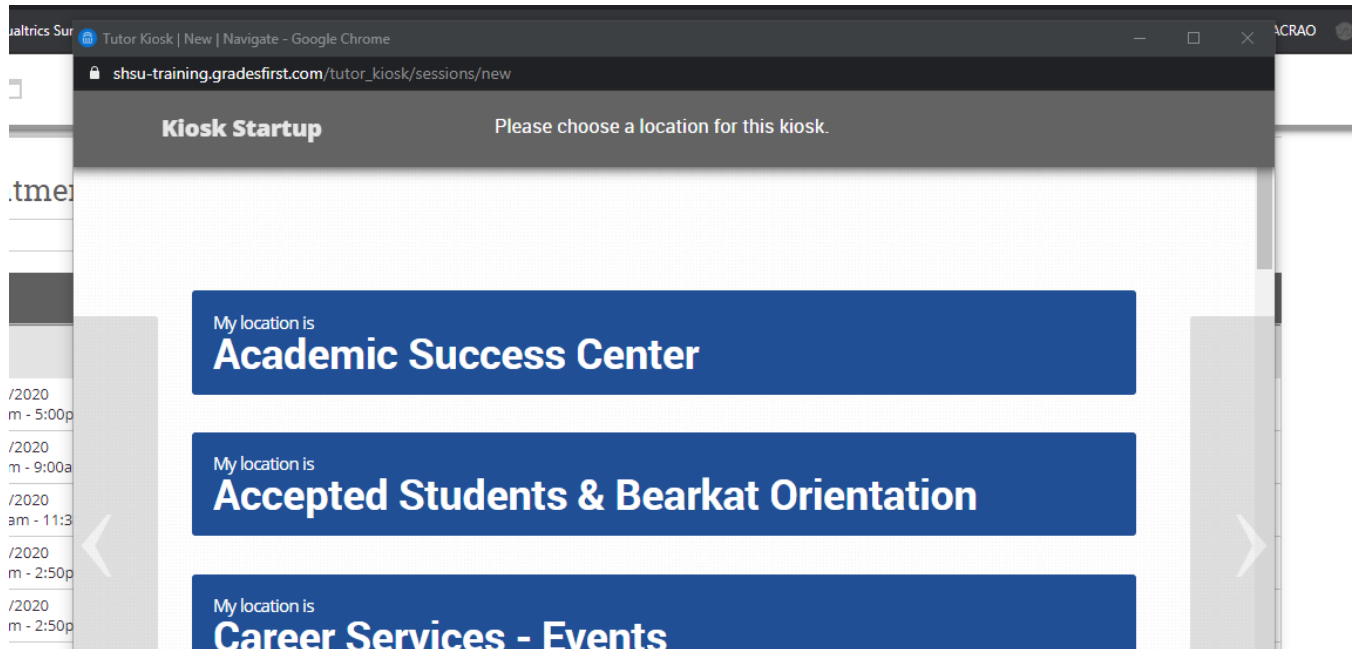 ualtrics Sur
Tutor Kiosk | New | Navigate - Google Chrome
ACRAO
shsu-training.gradesfirst.com/tutor_kiosk/sessions/new
Kiosk Startup
Please choose a location for this kiosk.
tme
My location is
Academic Success Center
My location is
Accepted Students & Bearkat Orientation
My location is
Career Services - Events
/2020
m - 5:00p
/2020
m - 9:00a
/2020
am - 11:3
/2020
m - 2:50p
/2020
m - 2:50p